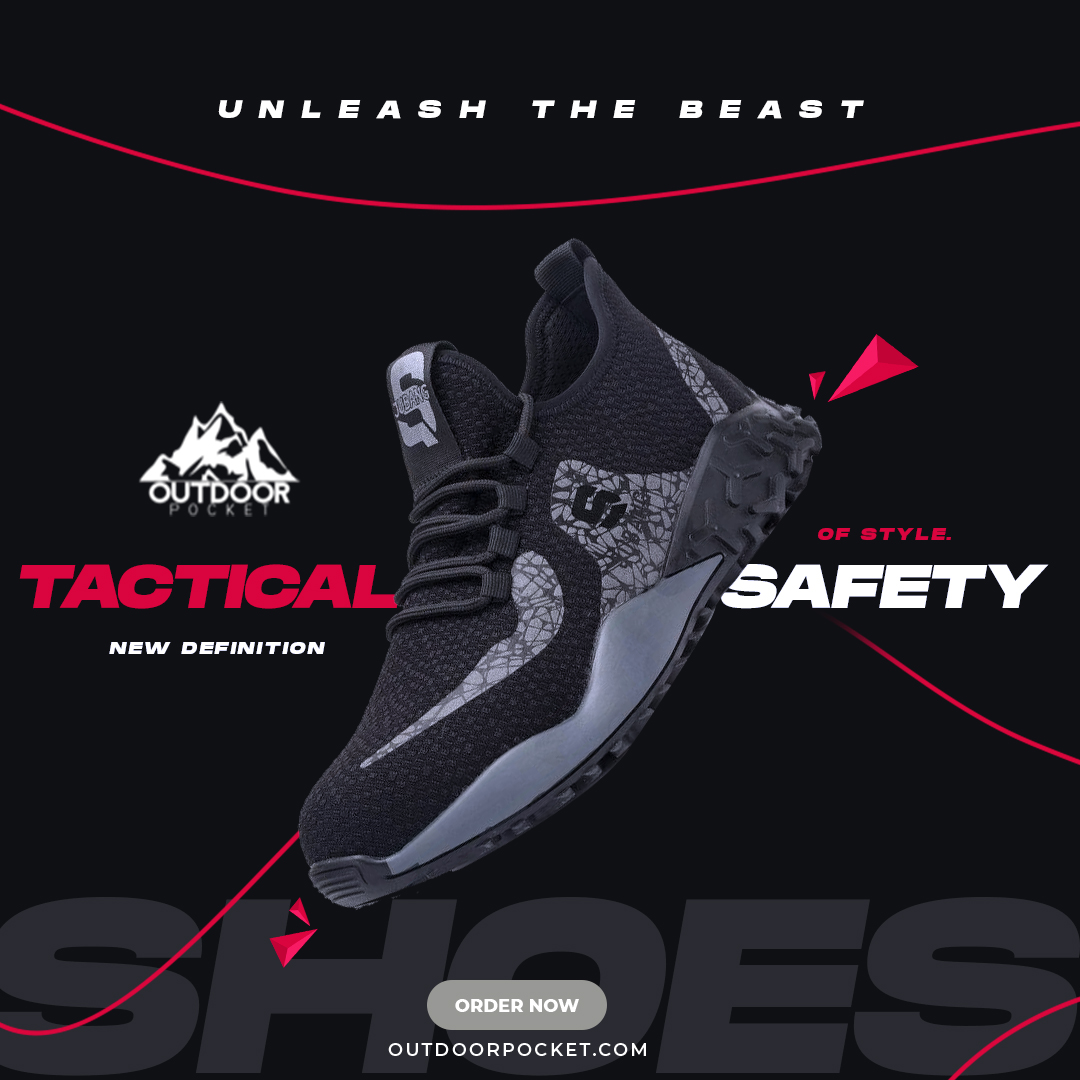 UNLEASH THE BEAST
OUTDOOR
POCKET
TACTICAL
NEW DEFINITION
OF STYLE.
SAFETY
SHOES
ORDER NOW
OUTDOORPOCKET.COM